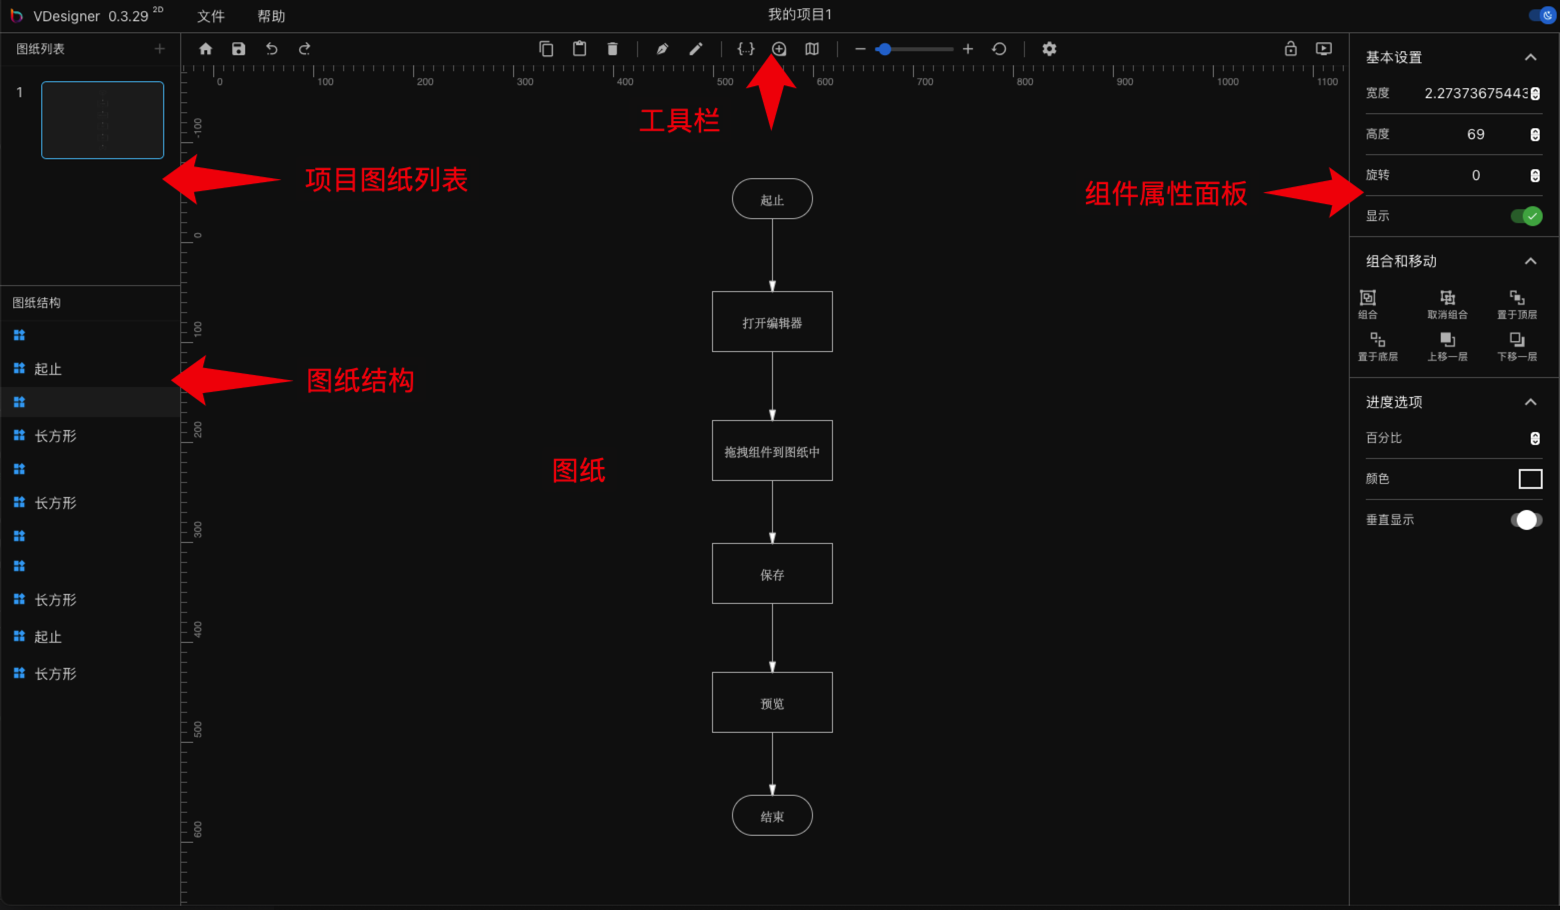 VDesigner 0.3.29 2D 文件 帮助 我的项目1
图纸列表
1
0 100 200 300 400 500 600 700 800 900 1000 1100
-100
0
100
200
300
400
500
600
工具栏
项目图纸列表
组件属性面板
图纸结构
图纸
图纸结构
起止
长方形
长方形
长方形
起止
长方形
起止
打开编辑器
拖拽组件到图纸中
保存
预览
结束
基本设置
宽度 2.27373675443
高度 69
旋转 0
显示
组合和移动
组合 取消组合 置于顶层
置于底层 上移一层 下移一层
进度选项
百分比
颜色
垂直显示